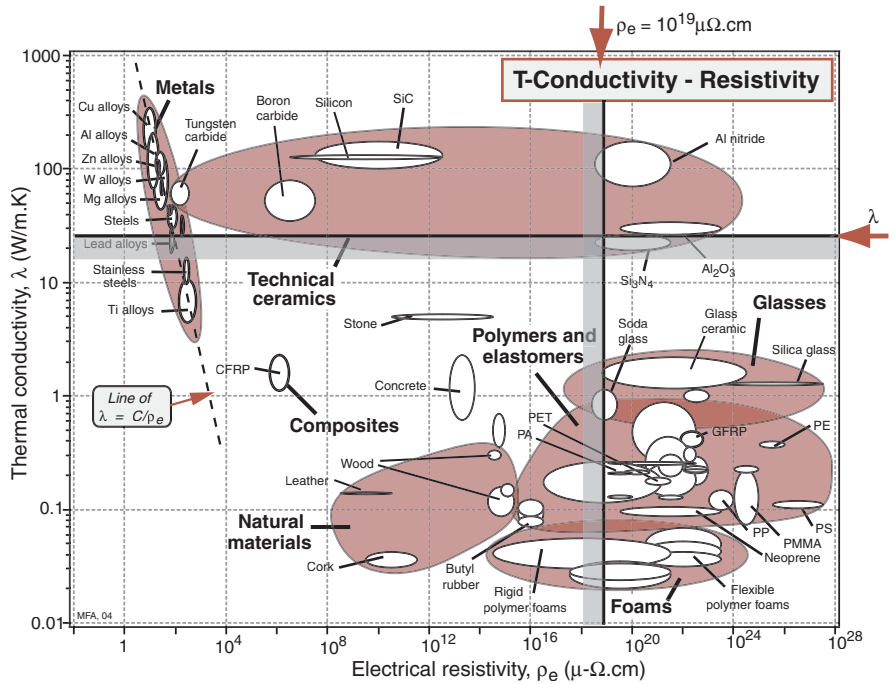 ρe = 10^19 μΩ.cm
T-Conductivity - Resistivity
Thermal conductivity, λ (W/m.K)
1000
100
10
1
0.1
0.01
Metals
Cu alloys
Al alloys
Zn alloys
W alloys
Mg alloys
Steels
Lead alloys
Stainless
steels
Ti alloys
Tungsten
carbide
Boron
carbide
Silicon
SiC
Al nitride
λ
Technical
ceramics
Si3N4
Al2O3
Stone
Polymers and
elastomers
Soda
glass
Glass
ceramic
Glasses
Silica glass
CFRP
Composites
Concrete
Line of
λ = C/ρe
PET
PA
GFRP
PE
Wood
Leather
Natural
materials
Cork
Butyl
rubber
Rigid
polymer foams
Foams
Flexible
polymer foams
PP
PMMA
Neoprene
PS
MFA, 04
1
10^4
10^8
10^12
10^16
10^20
10^24
10^28
Electrical resistivity, ρe (μ-Ω.cm)